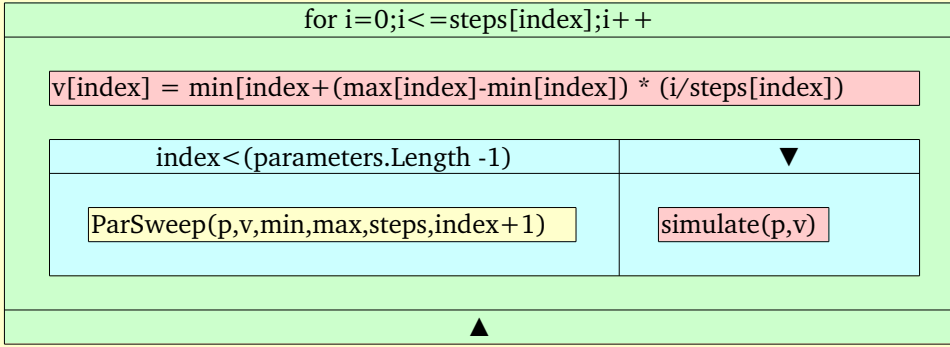 for i=0;i<=steps[index];i++
v[index] = min[index+(max[index]-min[index]) * (i/steps[index])
index<(parameters.Length -1)
▼
ParSweep(p,v,min,max,steps,index+1)
simulate(p,v)
▲